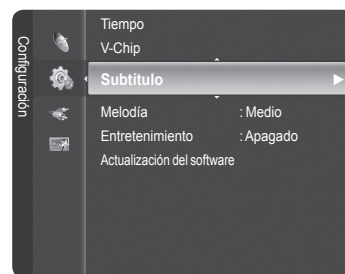 Configuración
Tiempo
V-Chip
Subtítulo
Melodía : Medio
Entretenimiento : Apagado
Actualización del software